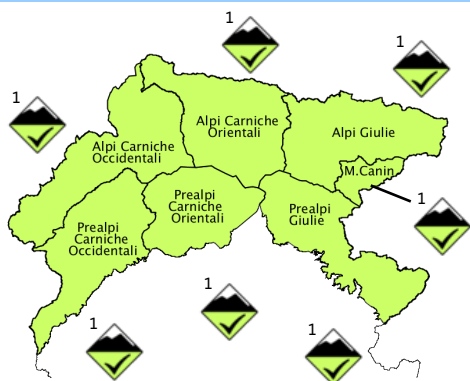 1
1
1
Alpi Carniche
Orientali
Alpi Giulie
Alpi Carniche
Occidentali
M.Canin
1
Prealpi
Carniche
Orientali
Prealpi
Giulie
Prealpi
Carniche
Occidentali
1
1
1